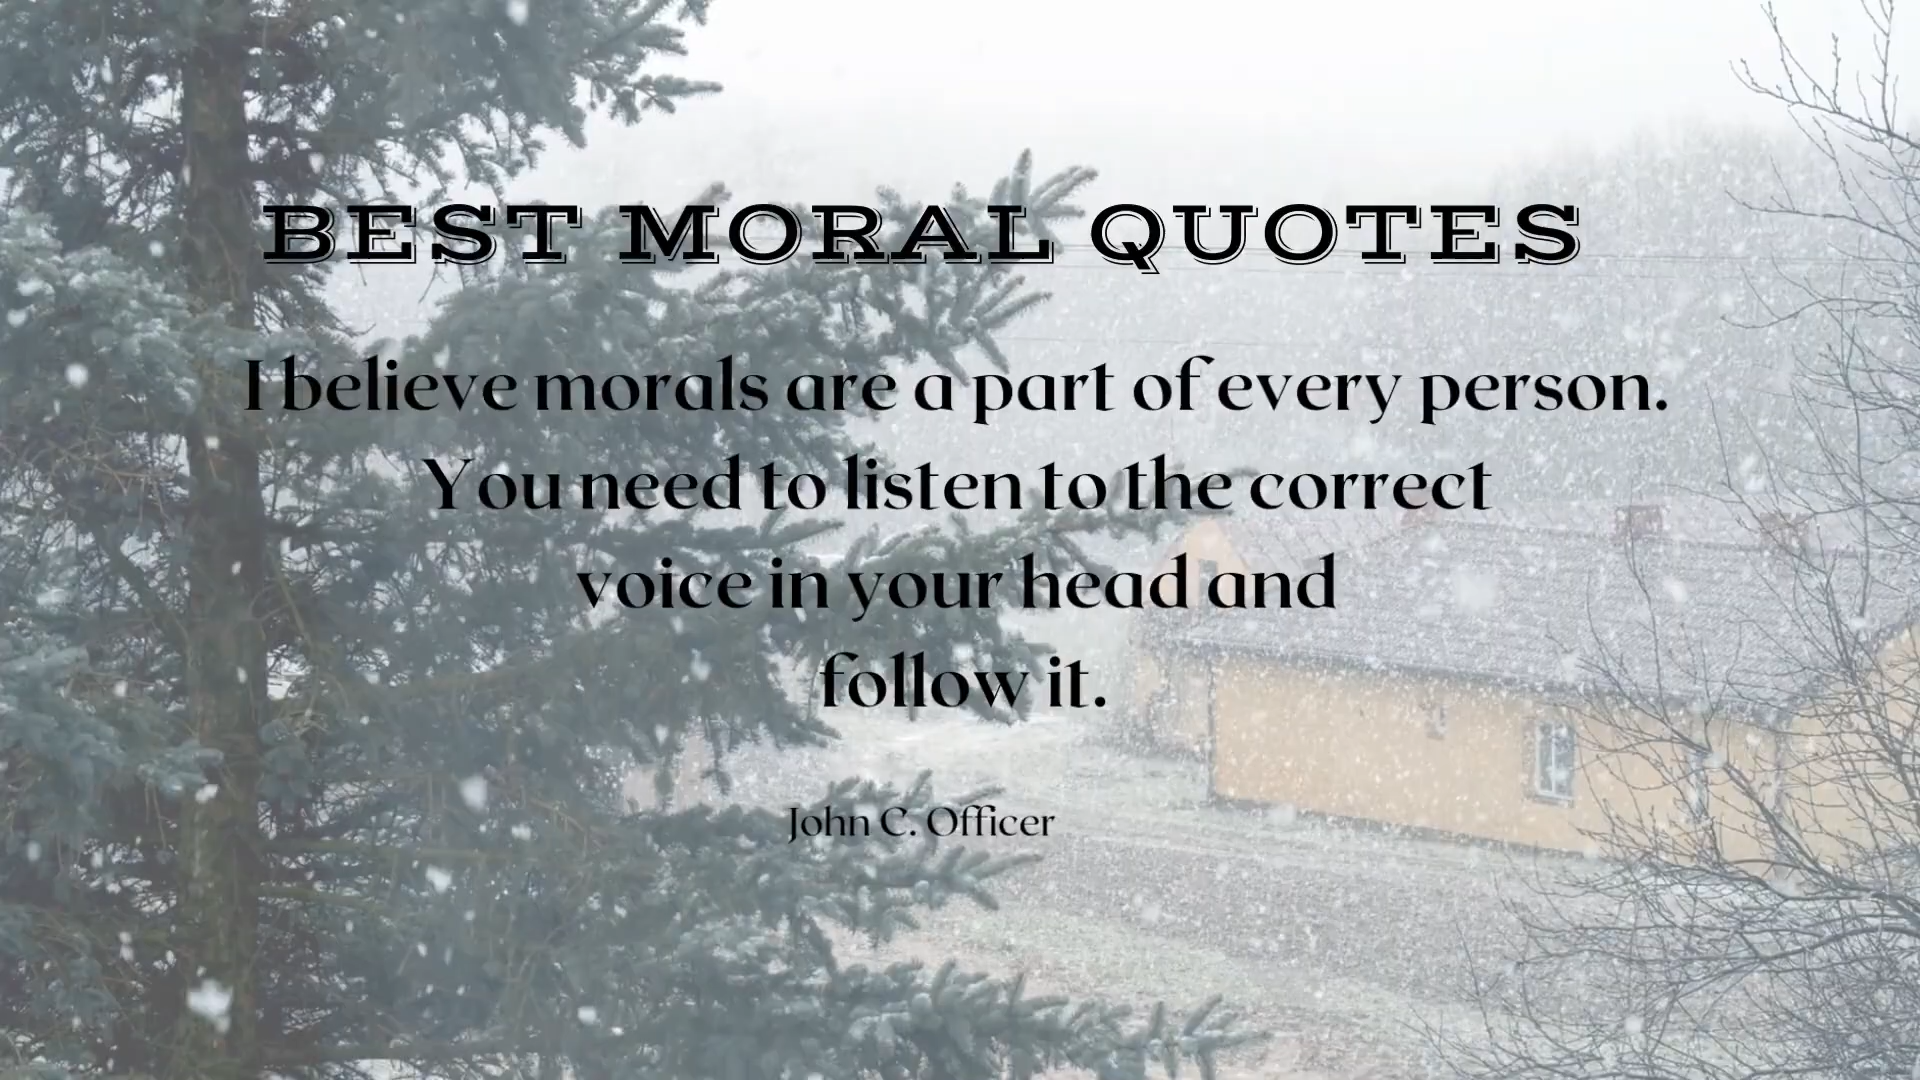 BEST MORAL QUOTES
I believe morals are a part of every person.
You need to listen to the correct
voice in your head and
follow it.
John C. Officer